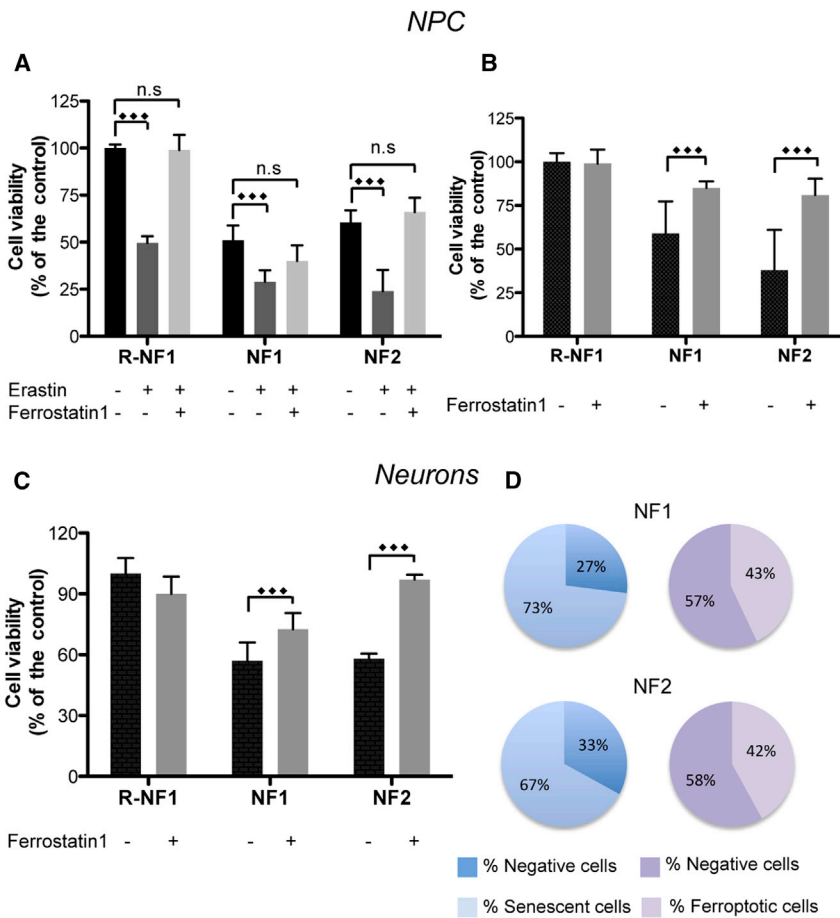 NPC
A
Cell viability
(% of the control)
125
100
75
50
25
0
n.s
◆◆◆
n.s
◆◆◆
n.s
◆◆◆
R-NF1 NF1 NF2
Erastin - + + - + + - + +
Ferrostatin1 - - + - - + - - +
B
Cell viability
(% of the control)
125
100
75
50
25
0
◆◆◆
◆◆◆
R-NF1 NF1 NF2
Ferrostatin1 - + - + - +
Neurons
C
Cell viability
(% of the control)
120
90
60
30
0
◆◆◆
◆◆◆
R-NF1 NF1 NF2
Ferrostatin1 - + - + - +
D
NF1
27%
73%
43%
57%
NF2
33%
67%
42%
58%
% Negative cells % Negative cells
% Senescent cells % Ferroptotic cells